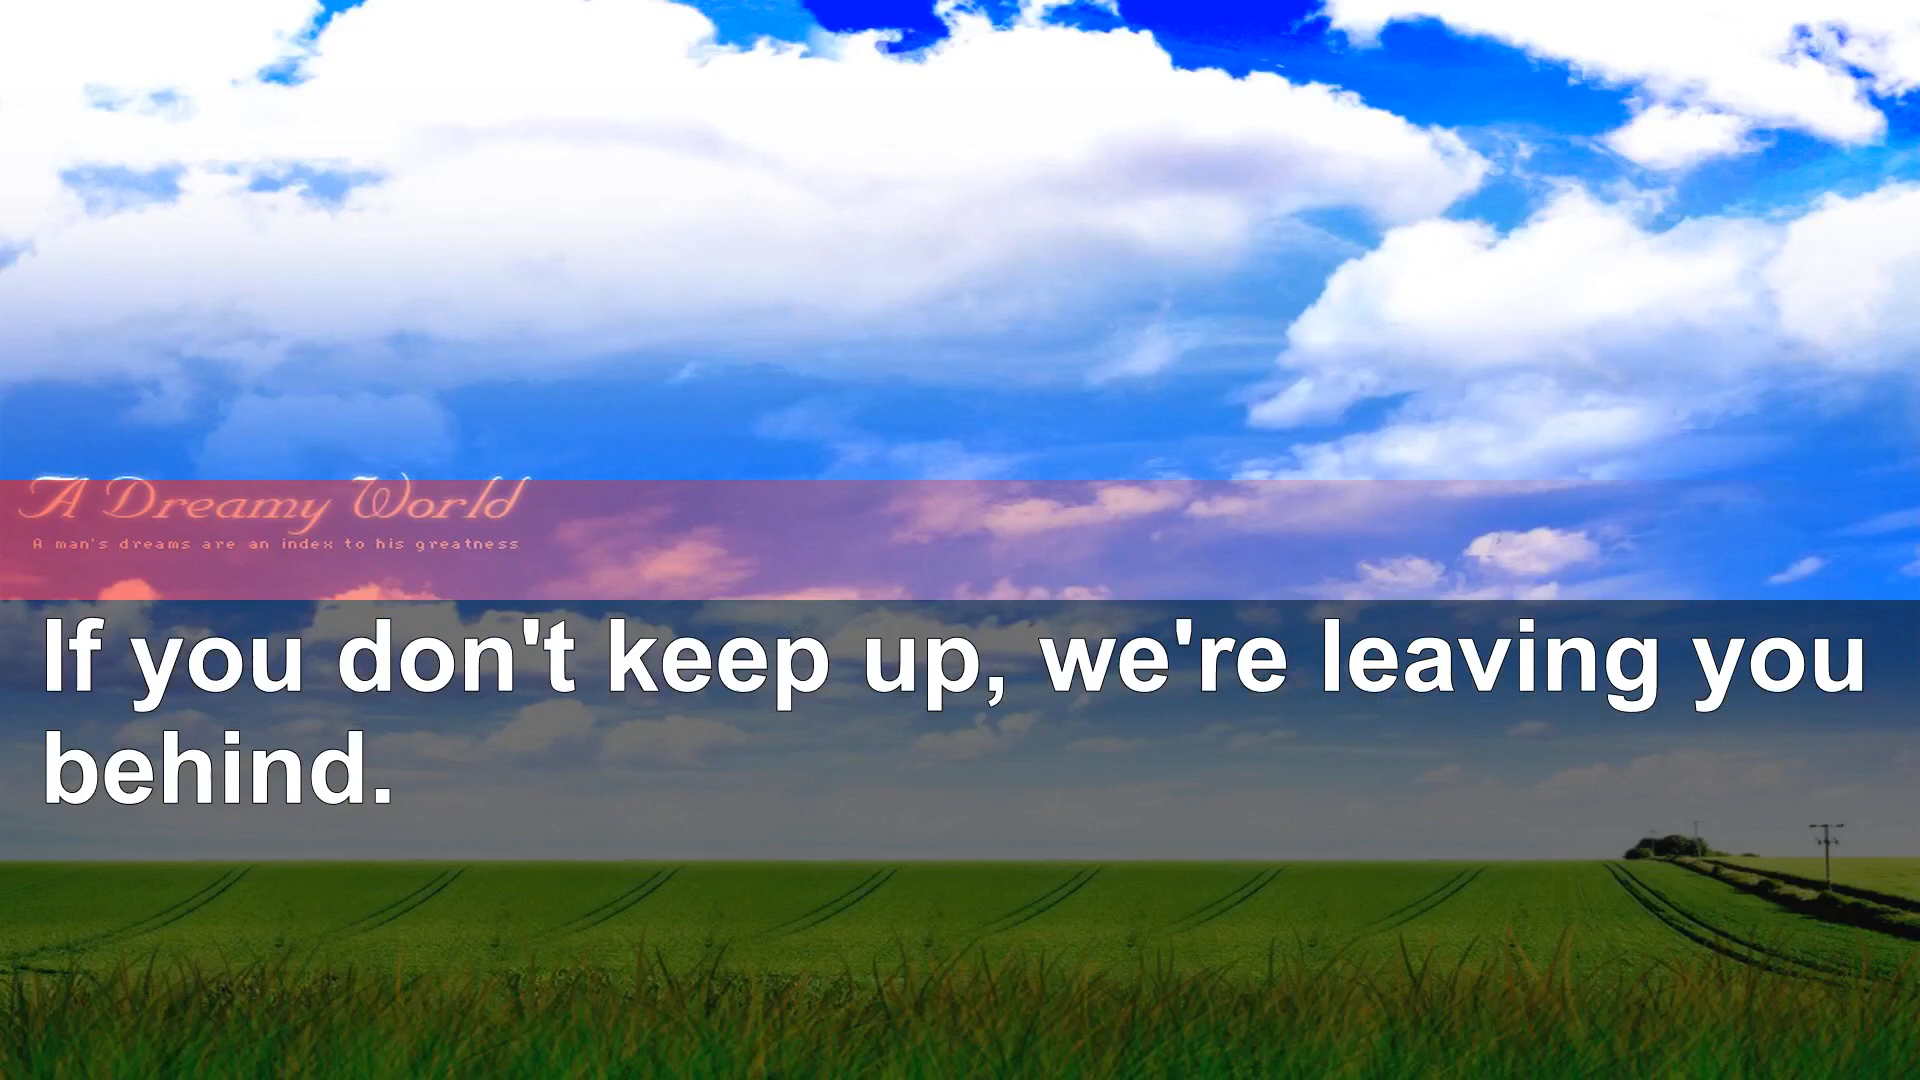 A Dreamy World
A man's dreams are an index to his greatness
If you don't keep up, we're leaving you
behind.